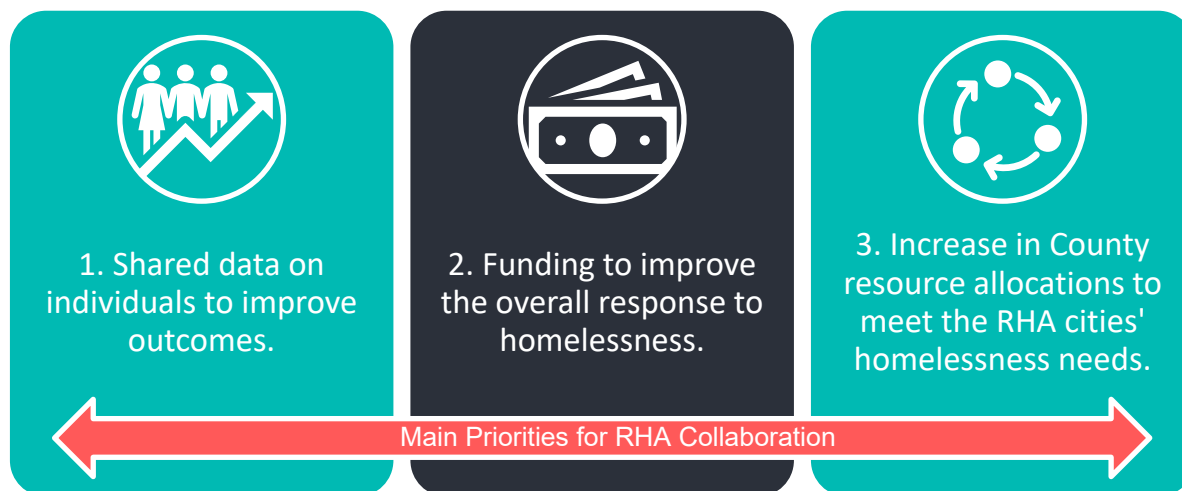 1. Shared data on
individuals to improve
outcomes.
2. Funding to improve
the overall response to
homelessness.
3. Increase in County
resource allocations to
meet the RHA cities'
homelessness needs.
Main Priorities for RHA Collaboration